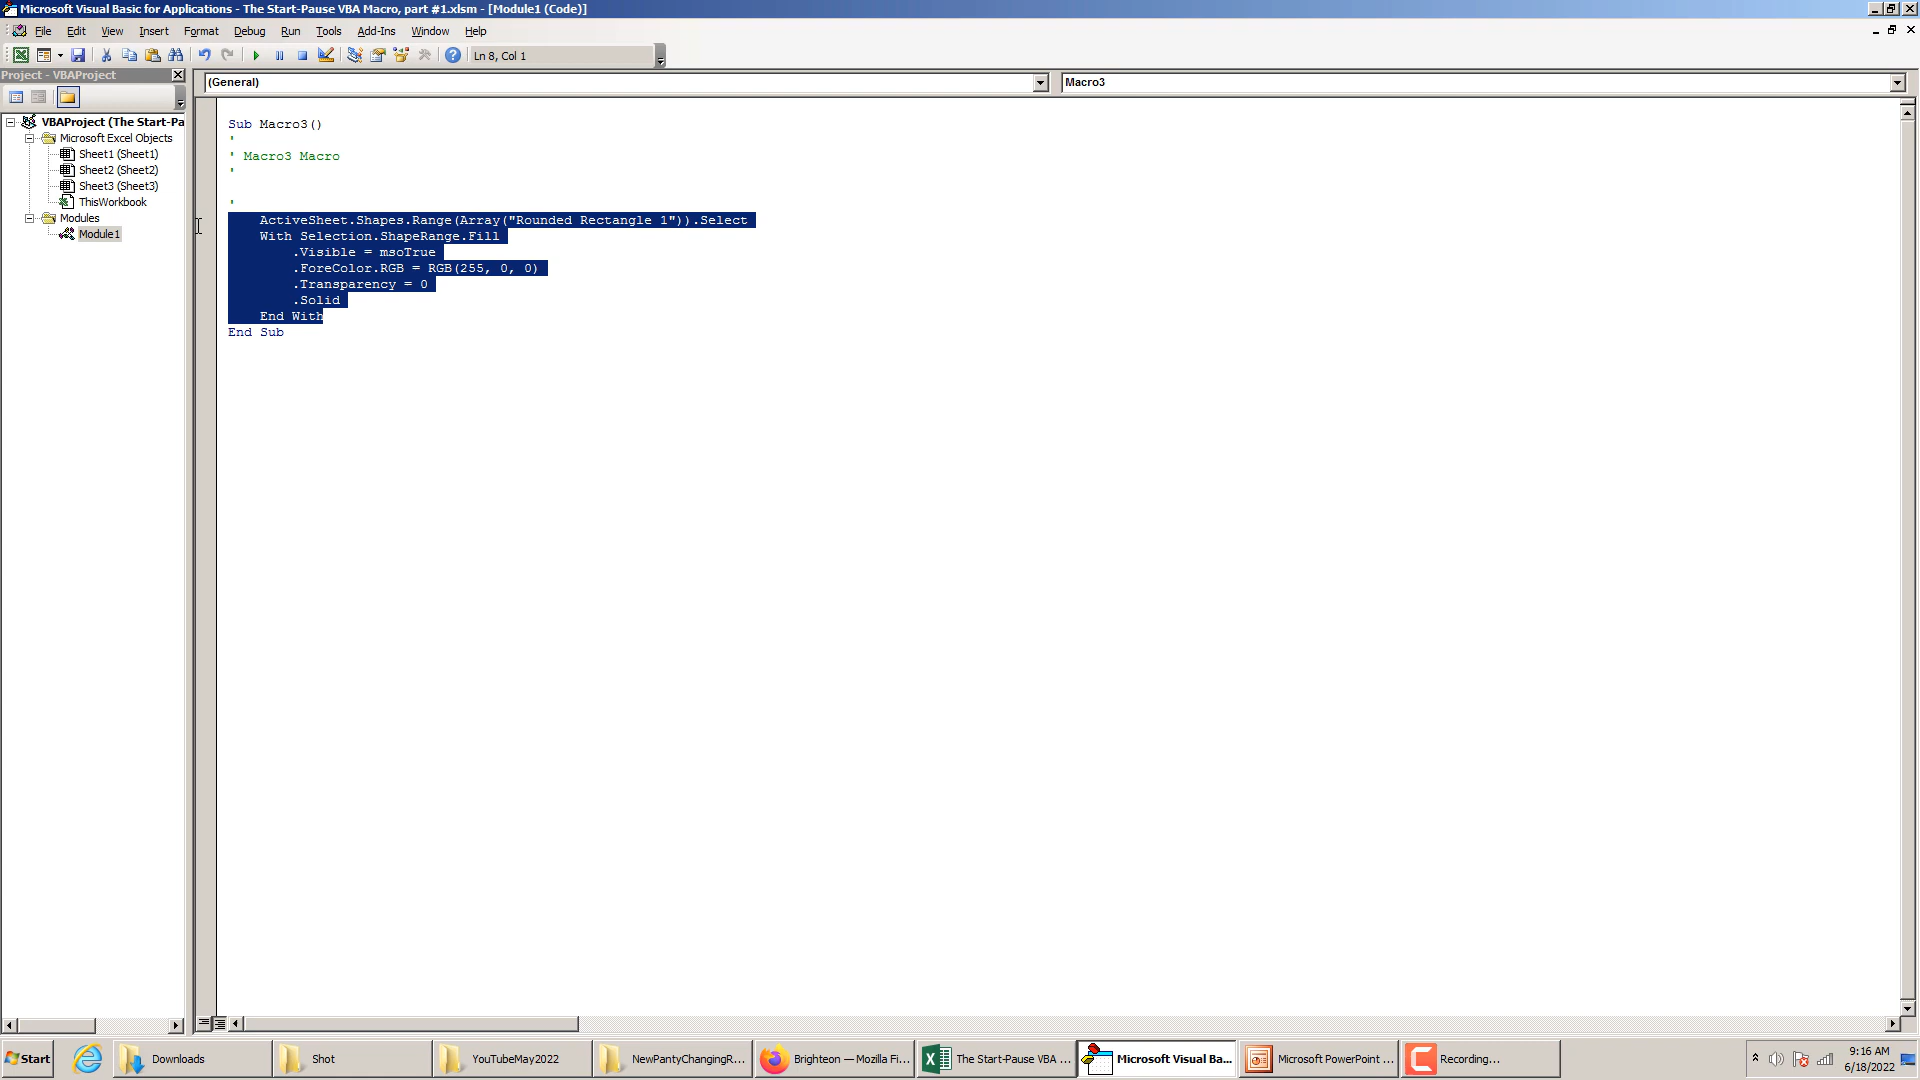 Microsoft Visual Basic for Applications - The Start-Pause VBA Macro, part #1.xlsm - [Module1 (Code)]
File Edit View Insert Format Debug Run Tools Add-Ins Window Help
Ln 8, Col 1
Project - VBAProject
(General)
Macro3
VBAProject (The Start-Pa
Microsoft Excel Objects
Sheet1 (Sheet1)
Sheet2 (Sheet2)
Sheet3 (Sheet3)
ThisWorkbook
Modules
Module1
Sub Macro3()
'
' Macro3 Macro
'
'
ActiveSheet.Shapes.Range(Array("Rounded Rectangle 1")).Select
With Selection.ShapeRange.Fill
.Visible = msoTrue
.ForeColor.RGB = RGB(255, 0, 0)
.Transparency = 0
.Solid
End With
End Sub
Start
Downloads
Shot
YouTubeMay2022
NewPantyChangingR...
Brighteon — Mozilla Fi...
The Start-Pause VBA ...
Microsoft Visual Ba...
Microsoft PowerPoint ...
Recording...
9:16 AM
6/18/2022